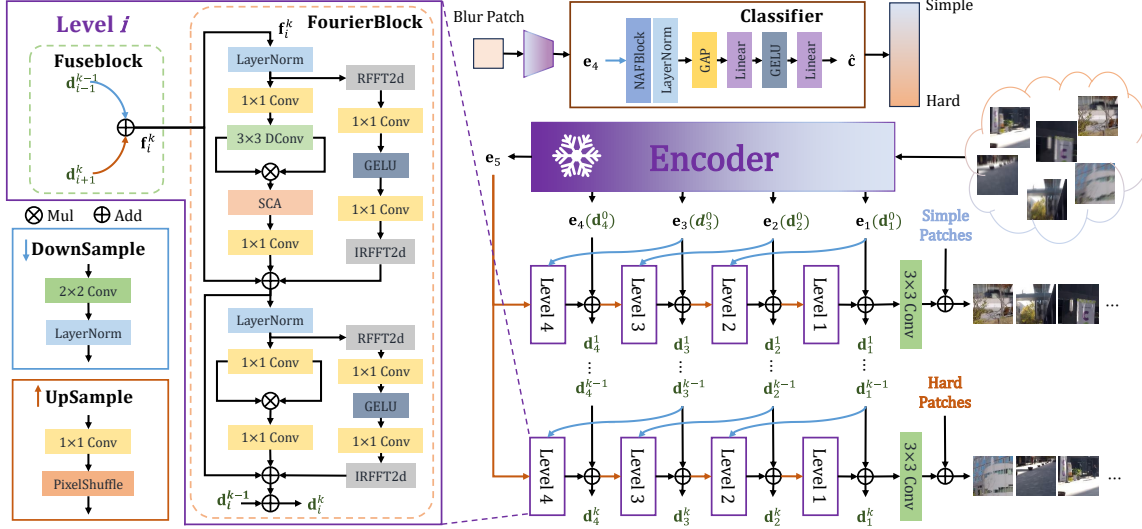 Level i
Fuseblock
d_{i-1}^{k-1}
f_i^k
d_{i+1}^k
Mul
Add
DownSample
2×2 Conv
LayerNorm
UpSample
1×1 Conv
PixelShuffle
FourierBlock
f_i^k
LayerNorm
RFFT2d
1×1 Conv
1×1 Conv
3×3 DConv
GELU
SCA
1×1 Conv
1×1 Conv
IRFFT2d
LayerNorm
RFFT2d
1×1 Conv
1×1 Conv
GELU
1×1 Conv
1×1 Conv
IRFFT2d
d_i^{k-1}
d_i^k
Blur Patch
Classifier
e_4
NAFBlock
LayerNorm
GAP
Linear
GELU
Linear
ĉ
Simple
Hard
Encoder
e_5
e_4(d_4^0)
e_3(d_3^0)
e_2(d_2^0)
e_1(d_1^0)
Simple
Patches
Level 4
Level 3
Level 2
Level 1
3×3 Conv
...
d_4^1
d_3^1
d_2^1
d_1^1
... ... ... ...
d_4^{k-1}
d_3^{k-1}
d_2^{k-1}
d_1^{k-1}
Hard
Patches
Level 4
Level 3
Level 2
Level 1
3×3 Conv
...
d_4^k
d_3^k
d_2^k
d_1^k